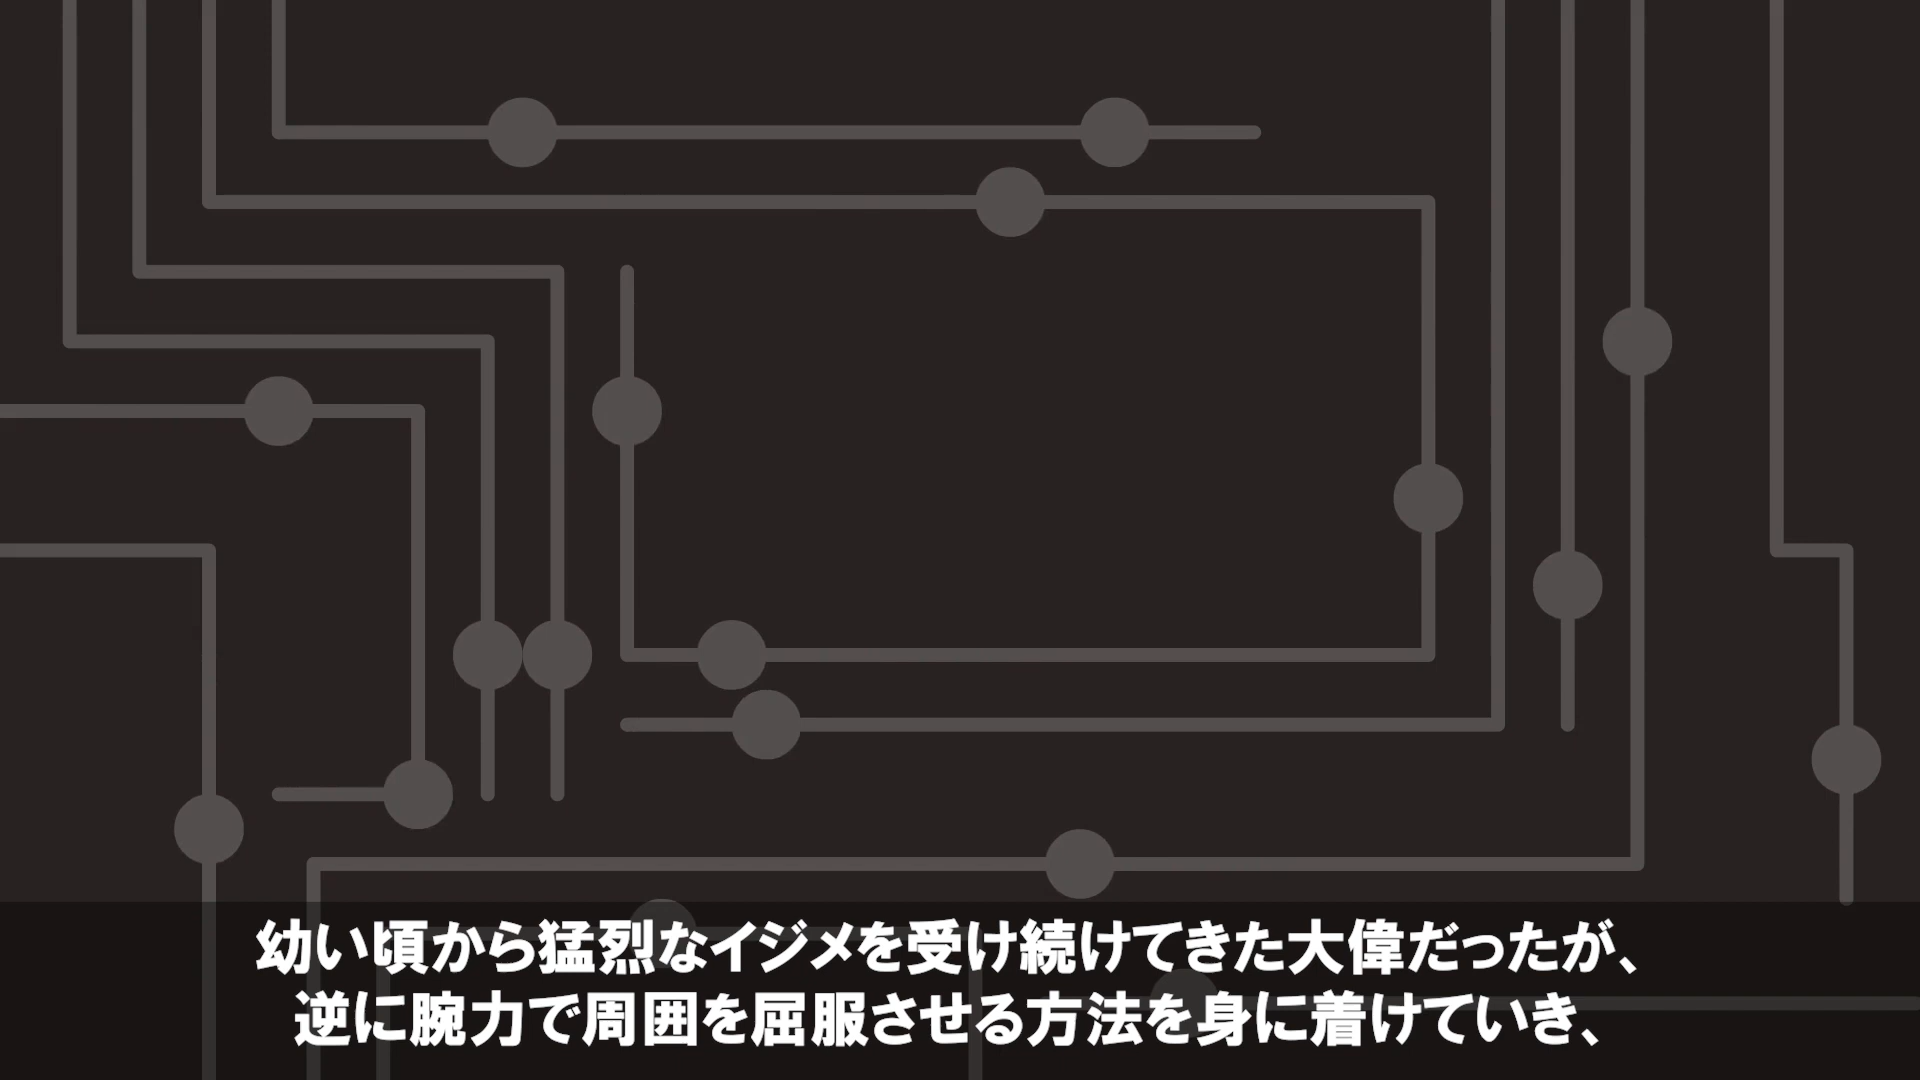 幼い頃から猛烈なイジメを受け続けてきた大偉だったが、
逆に腕力で周囲を屈服させる方法を身に着けていき、